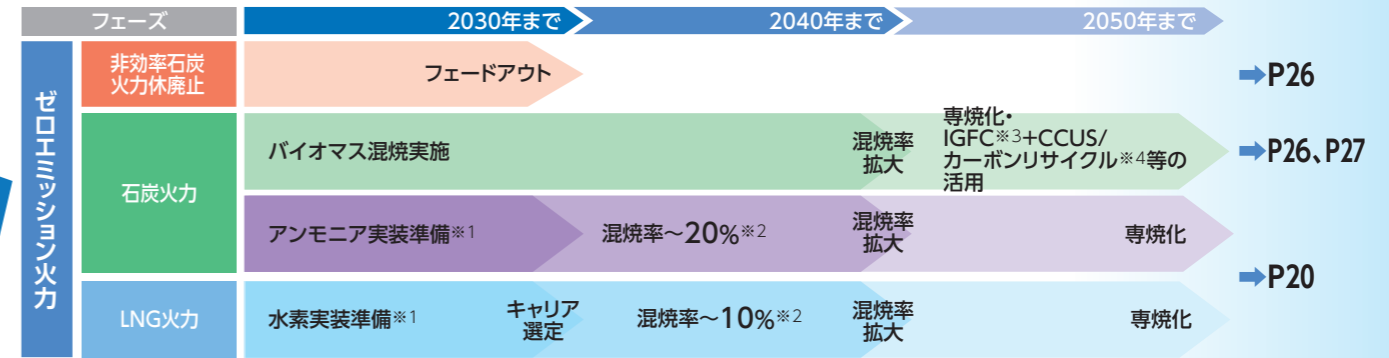 フェーズ
2030年まで
2040年まで
2050年まで
ゼロエミッション火力
非効率石炭
火力休廃止
フェードアウト
➡P26
石炭火力
バイオマス混焼実施
混焼率
拡大
専焼化・
IGFC※3+CCUS/
カーボンリサイクル※4等の
活用
➡P26、P27
アンモニア実装準備※1
混焼率~20%※2
混焼率
拡大
専焼化
➡P20
LNG火力
水素実装準備※1
キャリア
選定
混焼率~10%※2
混焼率
拡大
専焼化